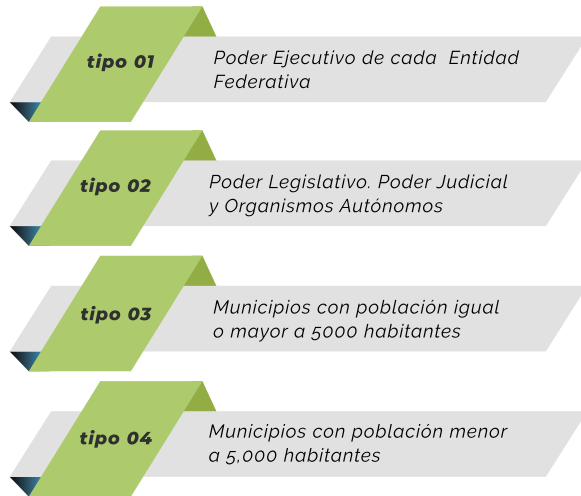 tipo 01
Poder Ejecutivo de cada Entidad
Federativa
tipo 02
Poder Legislativo. Poder Judicial
y Organismos Autónomos
tipo 03
Municipios con población igual
o mayor a 5000 habitantes
tipo 04
Municipios con población menor
a 5,000 habitantes